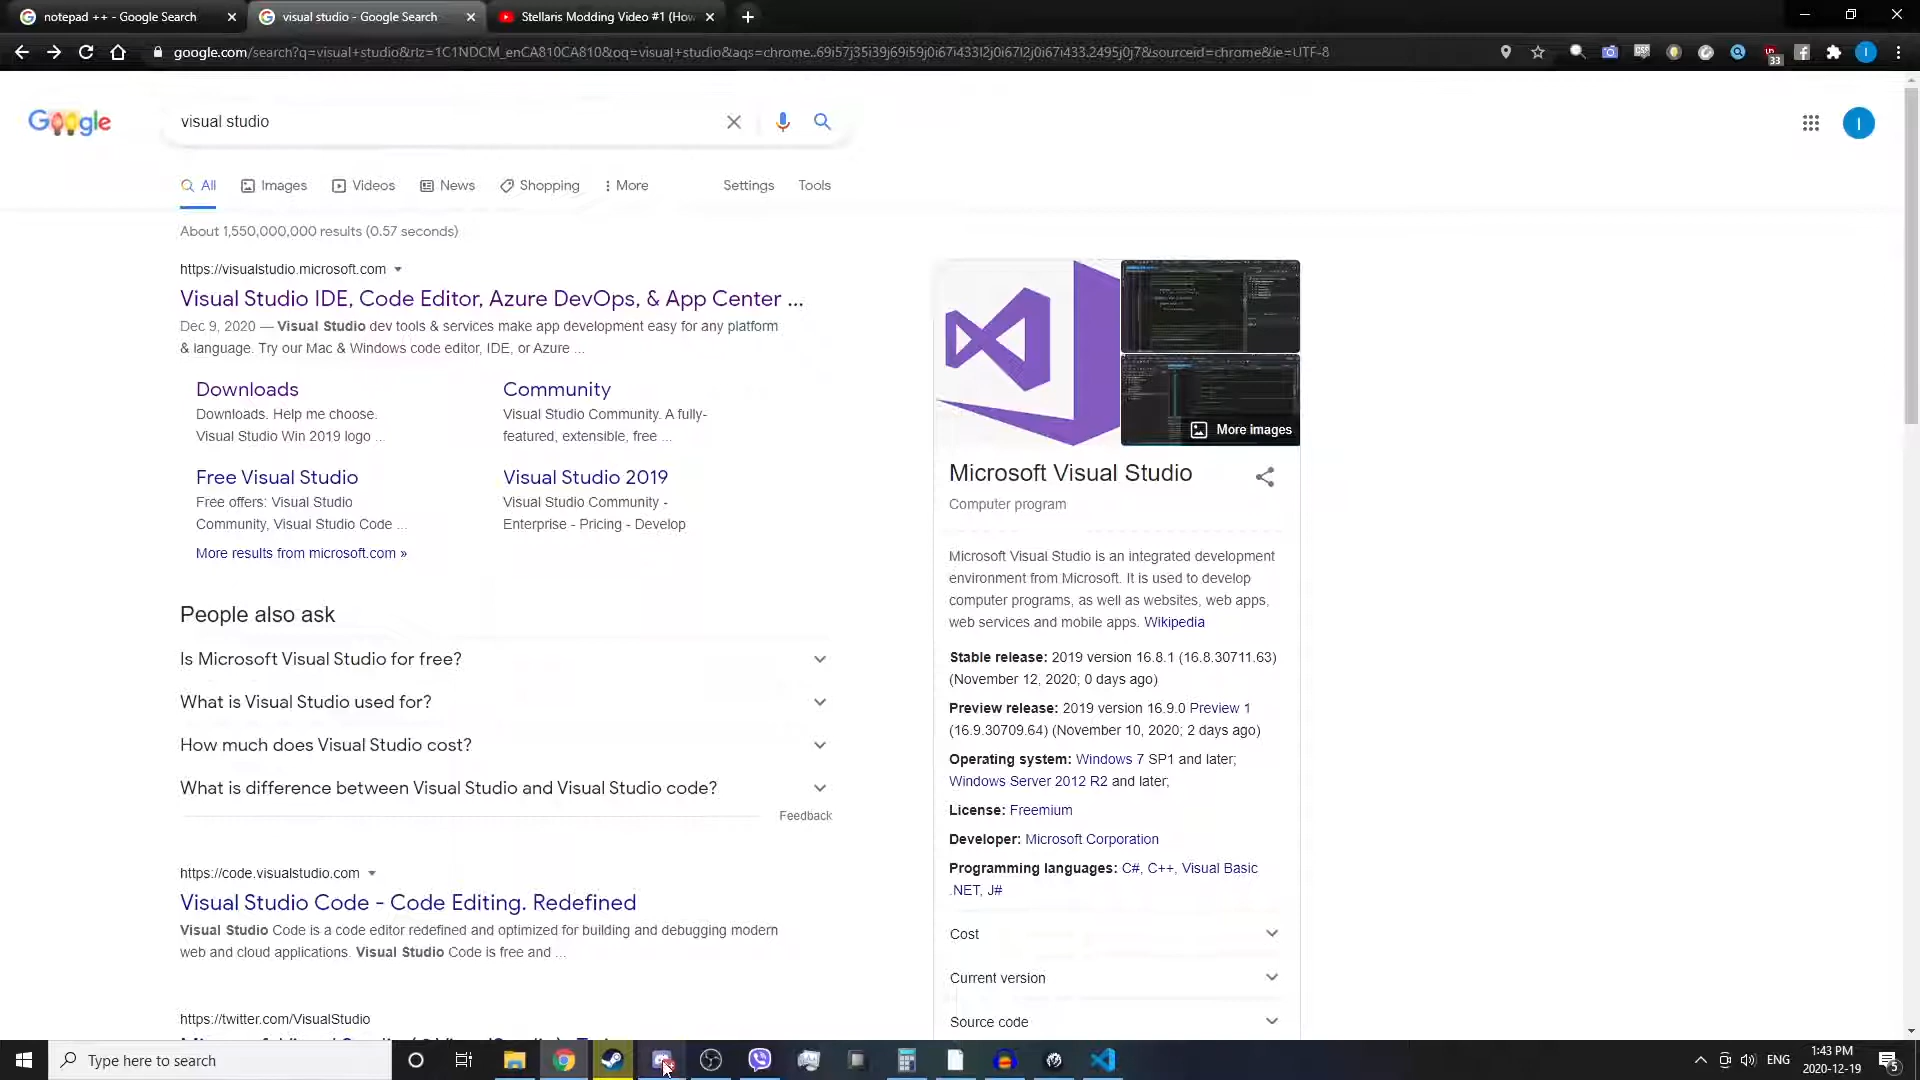 notepad ++ - Google Search
visual studio - Google Search
Stellaris Modding Video #1 (How
google.com/search?q=visual+studio&rlz=1C1NDCM_enCA810CA810&oq=visual+studio&aqs=chrome..69i57j35i39j69i59j0i67i433l2j0i67l2j0i67i433.2495j0j7&sourceid=chrome&ie=UTF-8
33
Google
visual studio
I
All
Images
Videos
News
Shopping
More
Settings
Tools
About 1,550,000,000 results (0.57 seconds)
https://visualstudio.microsoft.com
Visual Studio IDE, Code Editor, Azure DevOps, & App Center ...
Dec 9, 2020 — Visual Studio dev tools & services make app development easy for any platform
& language. Try our Mac & Windows code editor, IDE, or Azure ...
Downloads
Downloads. Help me choose.
Visual Studio Win 2019 logo ...
Community
Visual Studio Community. A fully-
featured, extensible, free ...
Free Visual Studio
Free offers: Visual Studio
Community, Visual Studio Code ...
Visual Studio 2019
Visual Studio Community -
Enterprise - Pricing - Develop
More results from microsoft.com »
People also ask
Is Microsoft Visual Studio for free?
What is Visual Studio used for?
How much does Visual Studio cost?
What is difference between Visual Studio and Visual Studio code?
Feedback
https://code.visualstudio.com
Visual Studio Code - Code Editing. Redefined
Visual Studio Code is a code editor redefined and optimized for building and debugging modern
web and cloud applications. Visual Studio Code is free and ...
https://twitter.com/VisualStudio
More images
Microsoft Visual Studio
Computer program
Microsoft Visual Studio is an integrated development
environment from Microsoft. It is used to develop
computer programs, as well as websites, web apps,
web services and mobile apps. Wikipedia
Stable release: 2019 version 16.8.1 (16.8.30711.63)
(November 12, 2020; 0 days ago)
Preview release: 2019 version 16.9.0 Preview 1
(16.9.30709.64) (November 10, 2020; 2 days ago)
Operating system: Windows 7 SP1 and later;
Windows Server 2012 R2 and later;
License: Freemium
Developer: Microsoft Corporation
Programming languages: C#, C++, Visual Basic
.NET, J#
Cost
Current version
Source code
Type here to search
ENG
1:43 PM
2020-12-19
5